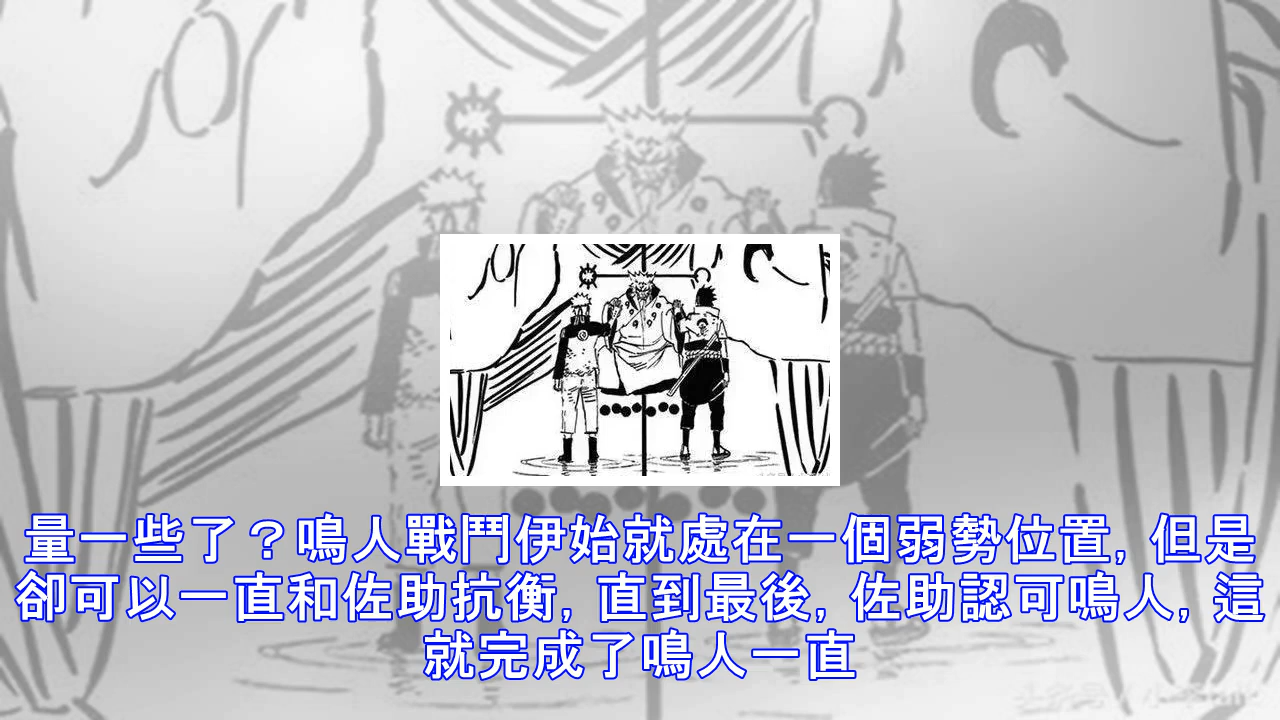 量一些了？鳴人戰鬥伊始就處在一個弱勢位置, 但是
卻可以一直和佐助抗衡, 直到最後, 佐助認可鳴人, 這
就完成了鳴人一直